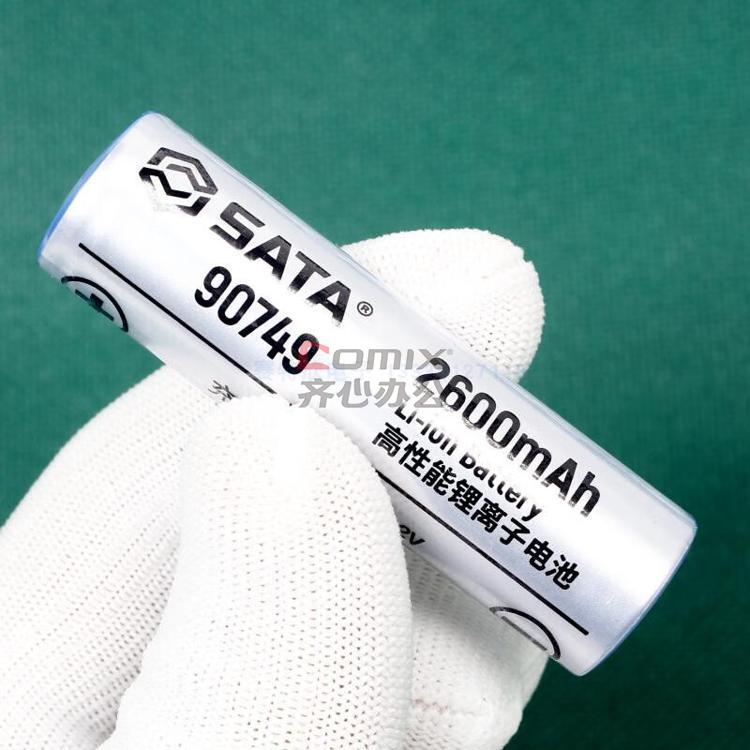 SATA®
90749
2600mAh
Li-ion Battery
高性能锂离子电池
2V
comix®
齐心办公